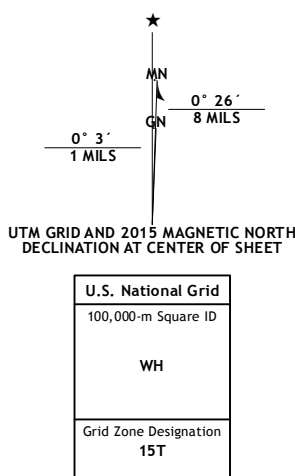 ★
MN
0° 26´
8 MILS
GN
0° 3´
1 MILS
UTM GRID AND 2015 MAGNETIC NORTH
DECLINATION AT CENTER OF SHEET
U.S. National Grid
100,000-m Square ID
WH
Grid Zone Designation
15T